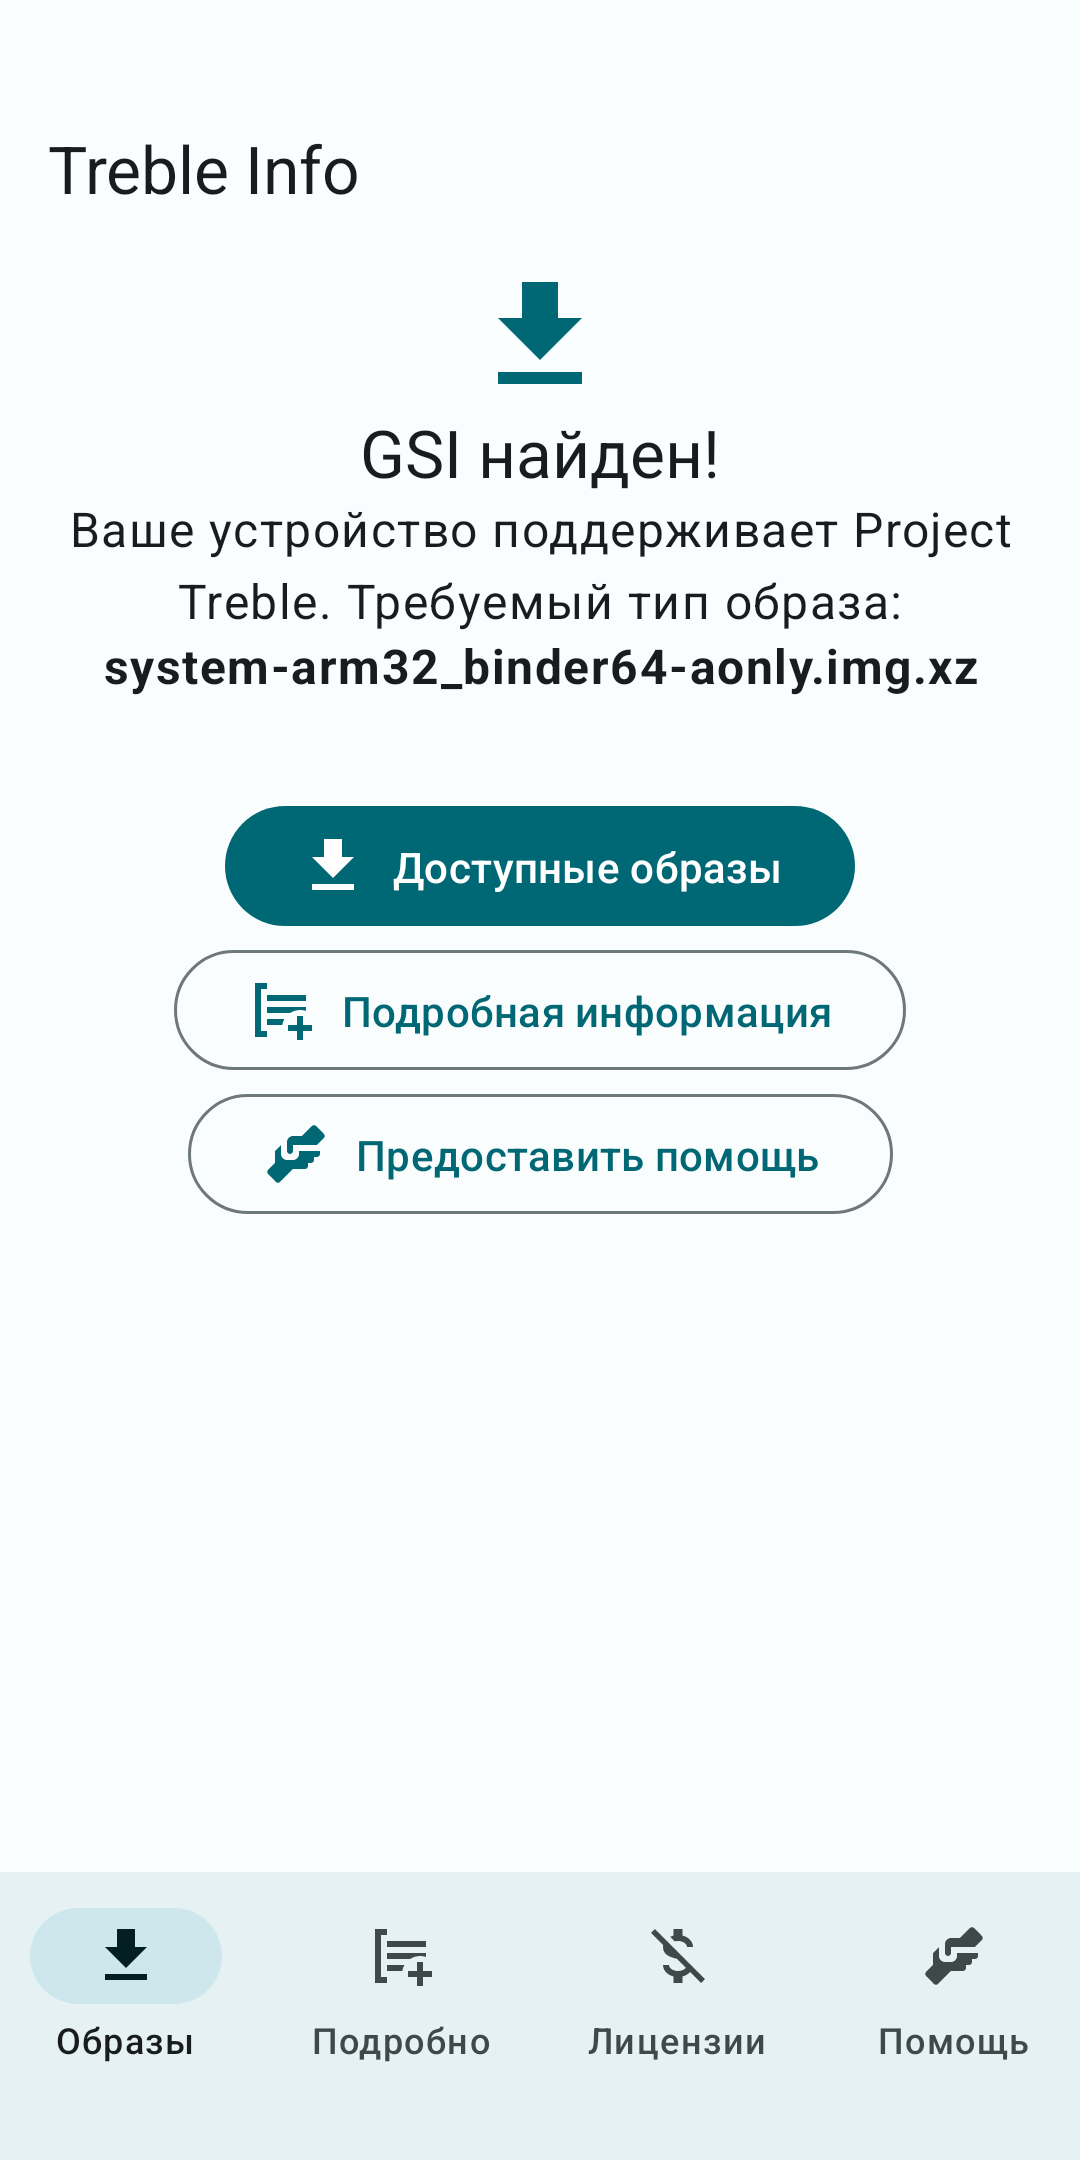 Treble Info
GSI найден!
Ваше устройство поддерживает Project
Treble. Требуемый тип образа:
system-arm32_binder64-aonly.img.xz
Доступные образы
Подробная информация
Предоставить помощь
Образы
Подробно
Лицензии
Помощь